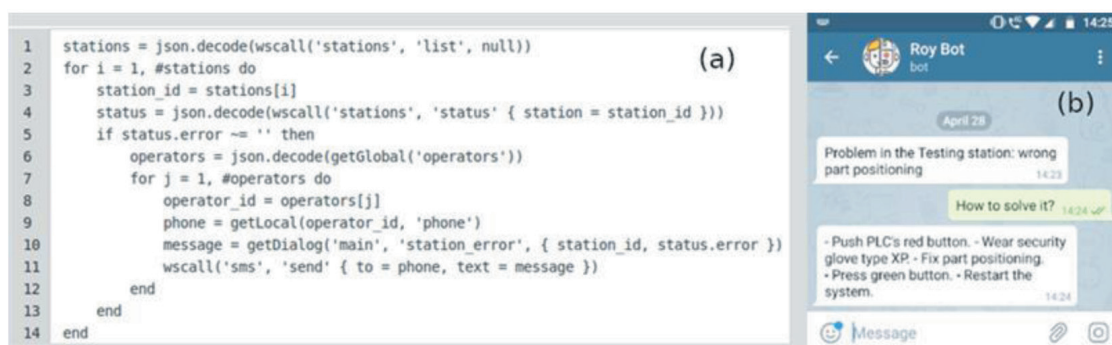 1 stations = json.decode(wscall('stations', 'list', null))
2 for i = 1, #stations do
3 station_id = stations[i]
4 status = json.decode(wscall('stations', 'status' { station = station_id }))
5 if status.error ~= '' then
6 operators = json.decode(getGlobal('operators'))
7 for j = 1, #operators do
8 operator_id = operators[j]
9 phone = getLocal(operator_id, 'phone')
10 message = getDialog('main', 'station_error', { station_id, status.error })
11 wscall('sms', 'send' { to = phone, text = message })
12 end
13 end
14 end
(a)
14:25
Roy Bot
bot
(b)
April 28
Problem in the Testing station: wrong
part positioning
14:23
How to solve it? 14:24
- Push PLC's red button. - Wear security
glove type XP. - Fix part positioning.
- Press green button. - Restart the
system.
14:24
Message